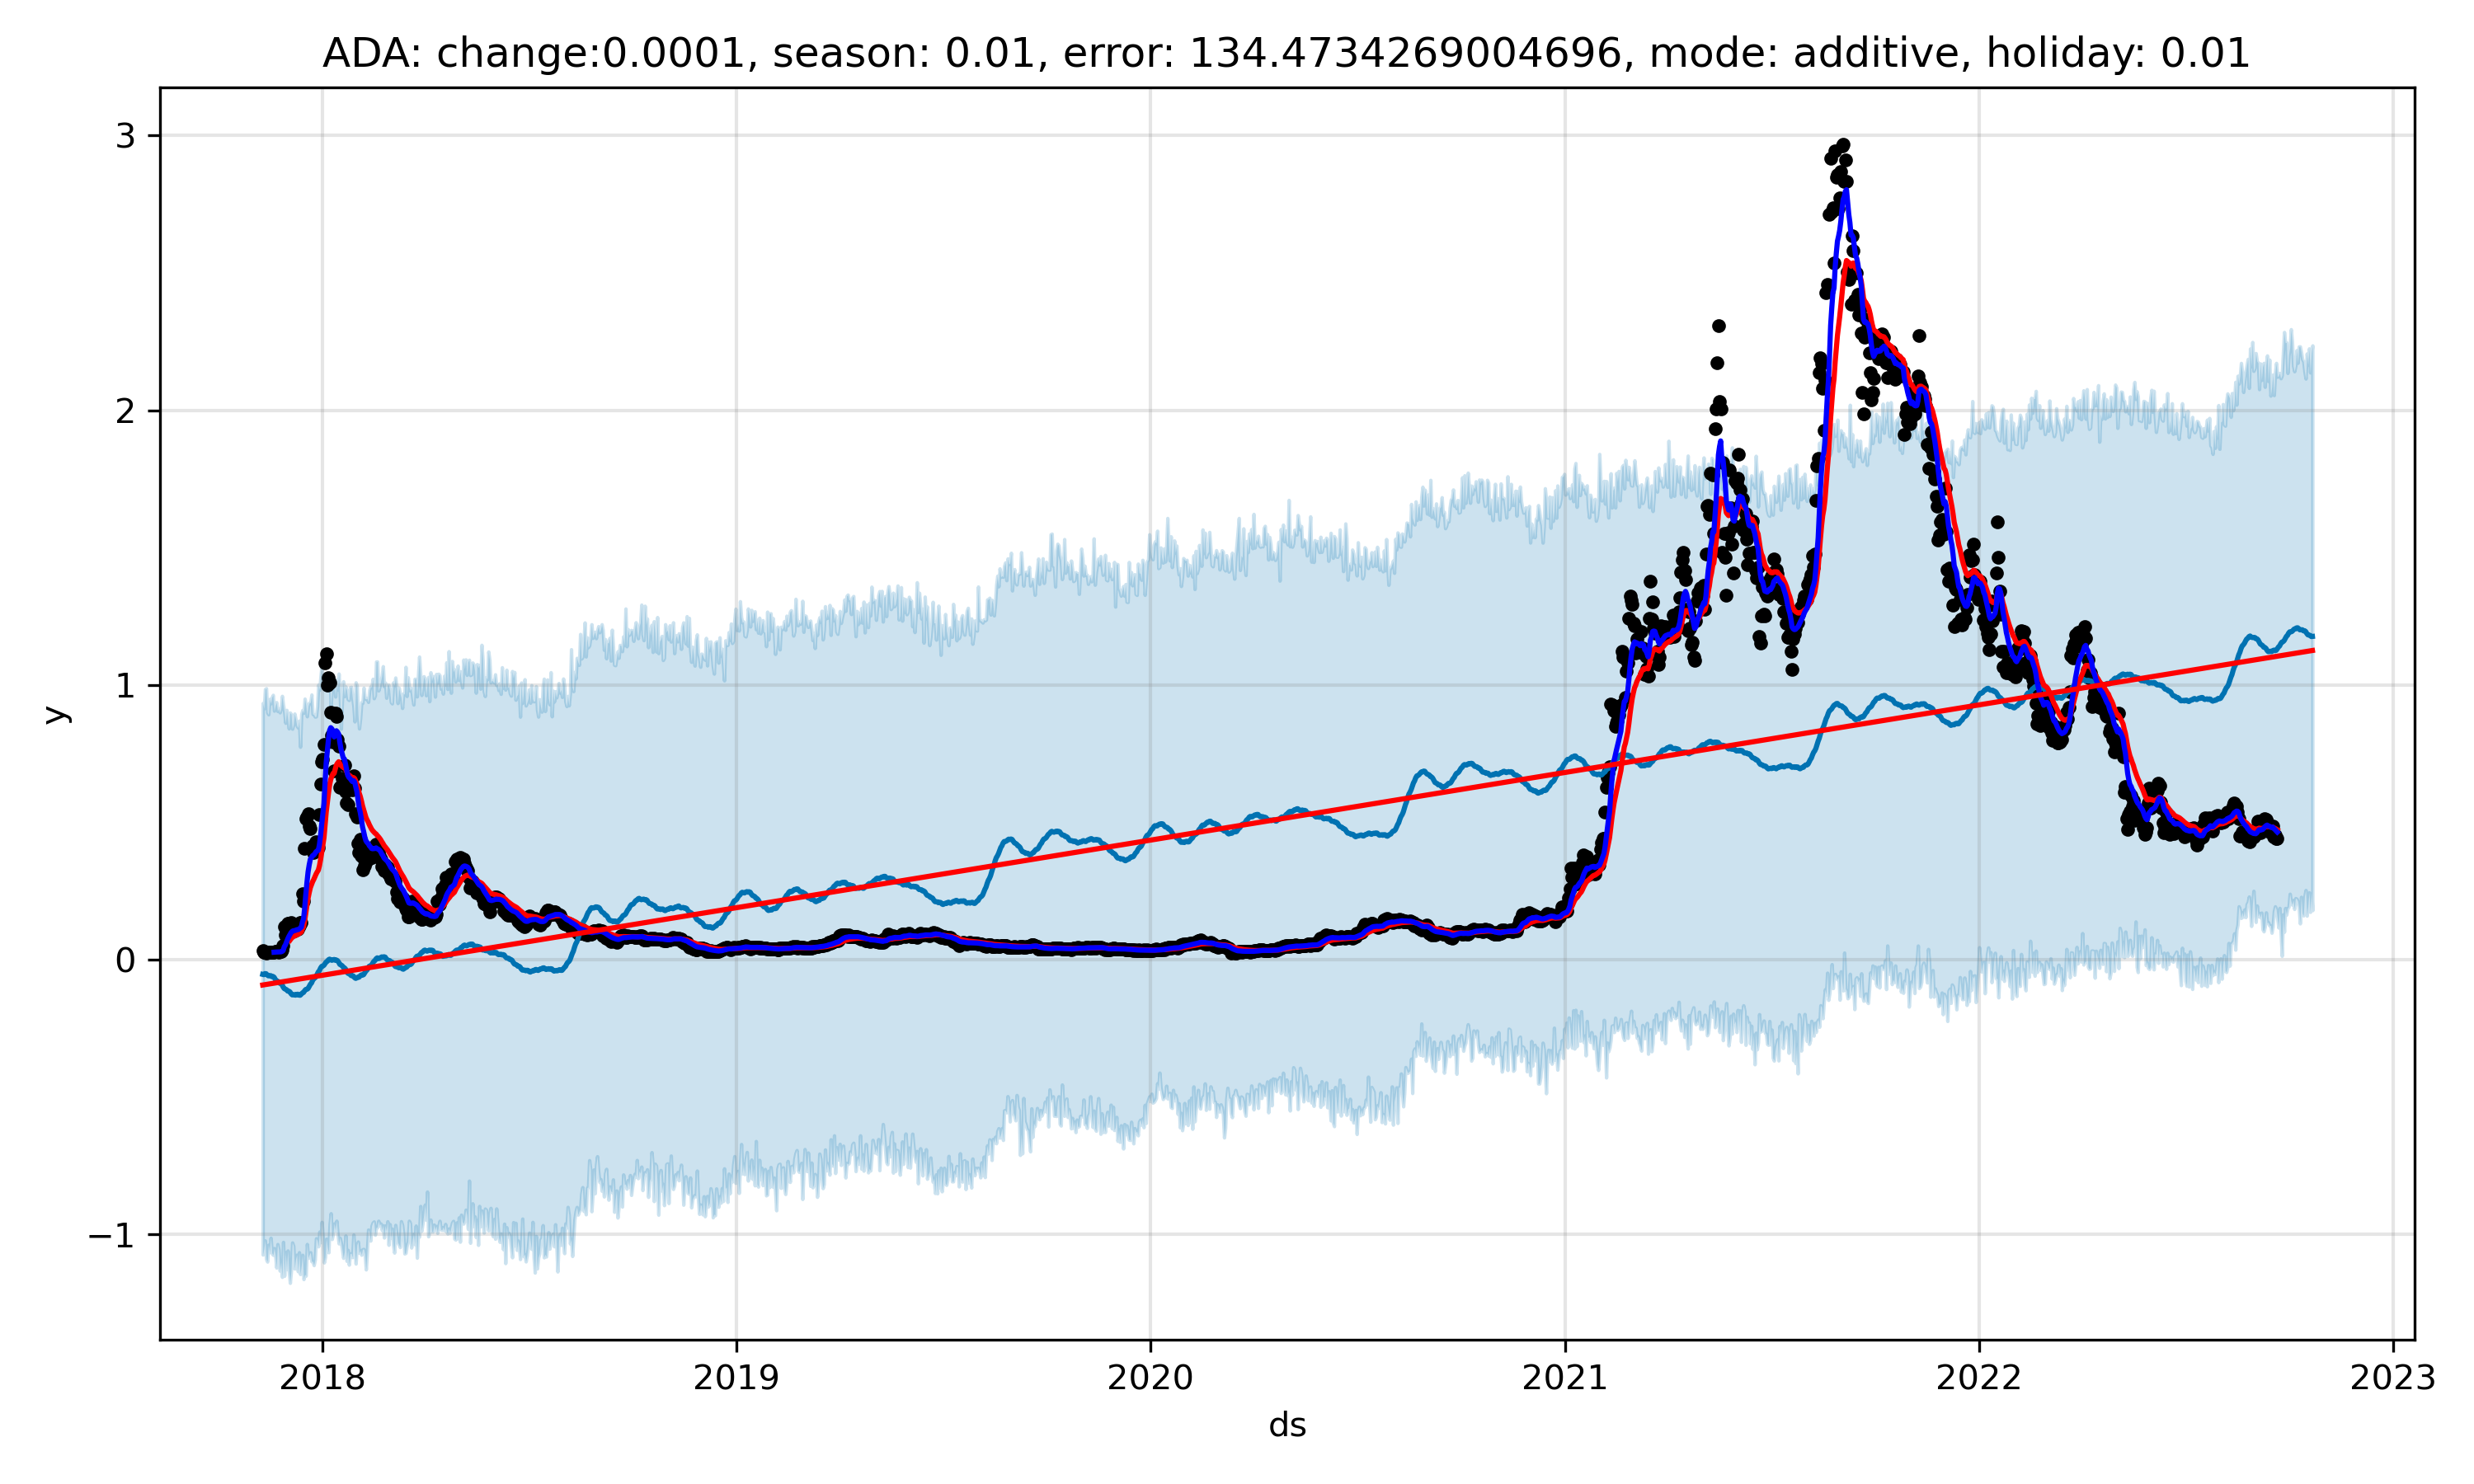 ADA: change:0.0001, season: 0.01, error: 134.4734269004696, mode: additive, holiday: 0.01
3
2
1
0
−1
y
2018 2019 2020 2021 2022 2023
ds